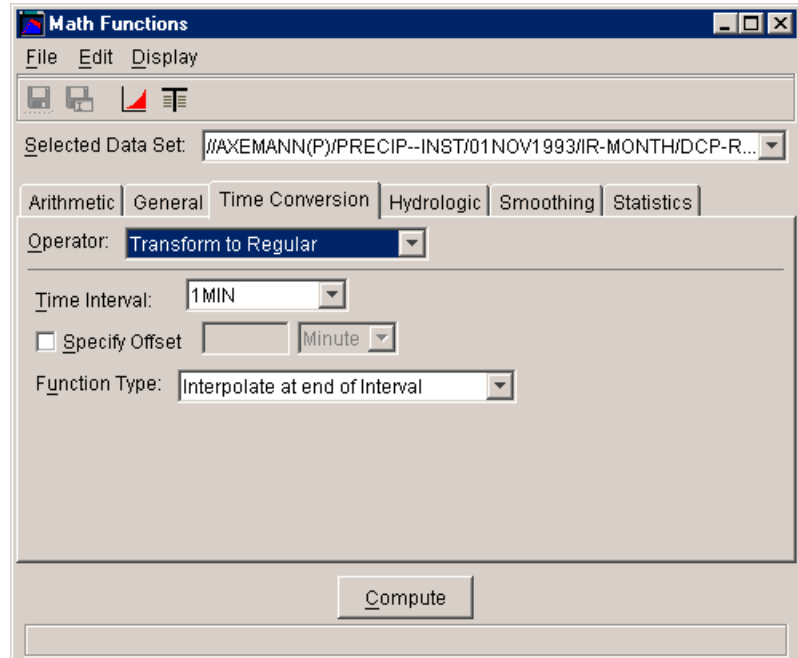 Math Functions
File Edit Display
Selected Data Set: //AXEMANN(P)/PRECIP--INST/01NOV1993/IR-MONTH/DCP-R...
Arithmetic General Time Conversion Hydrologic Smoothing Statistics
Operator: Transform to Regular
Time Interval: 1MIN
Specify Offset Minute
Function Type: Interpolate at end of Interval
Compute